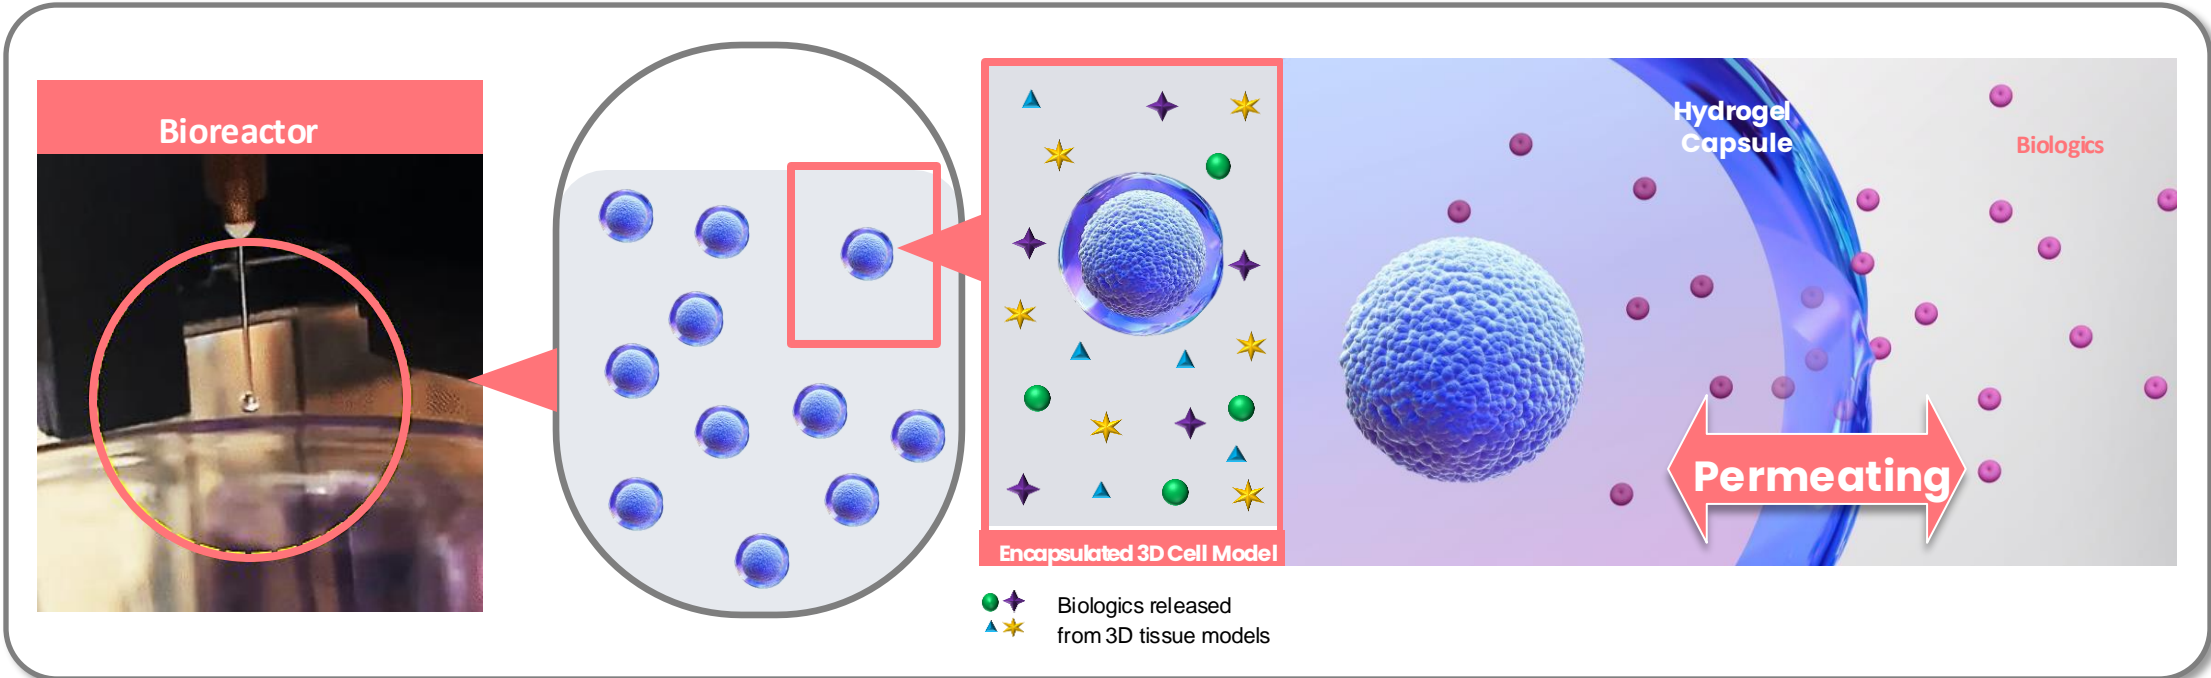 Bioreactor
Hydrogel
Capsule
Biologics
Permeating
Encapsulated 3D Cell Model
Biologics released
from 3D tissue models